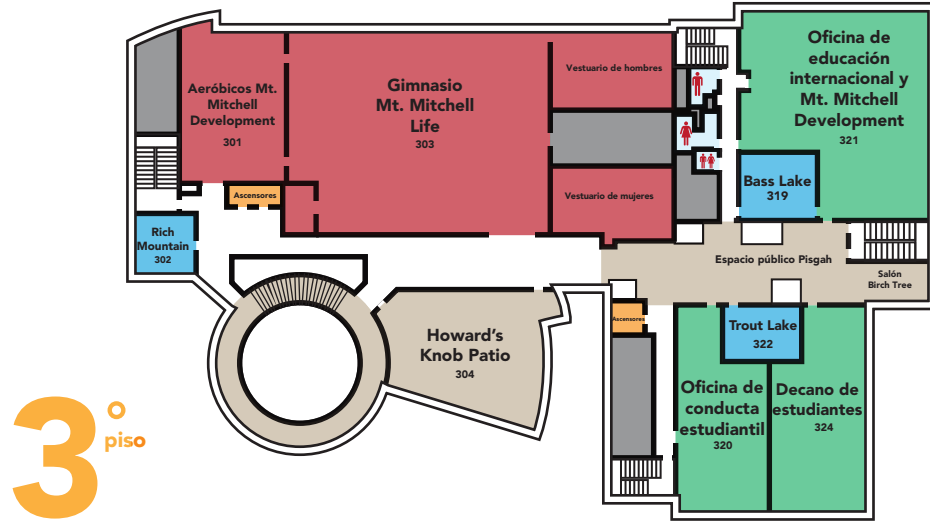 Aeróbicos Mt.
Mitchell
Development
301
Gimnasio
Mt. Mitchell
Life
303
Vestuario de hombres
Vestuario de mujeres
Oficina de
educación
internacional y
Mt. Mitchell
Development
321
Bass Lake
319
Ascensores
Rich
Mountain
302
Espacio público Pisgah
Salón
Birch Tree
Howard's
Knob Patio
304
Ascensores
Trout Lake
322
Oficina de
conducta
estudiantil
320
Decano de
estudiantes
324
3°
piso